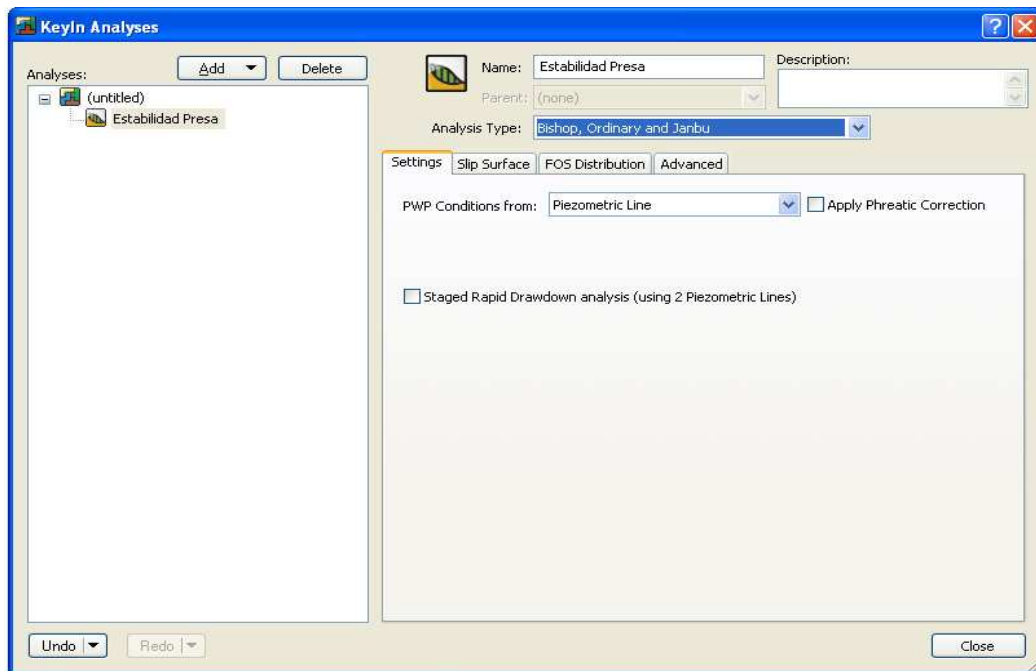 KeyIn Analyses
Analyses:
Add
Delete
(untitled)
Estabilidad Presa
Name: Estabilidad Presa
Description:
Parent: (none)
Analysis Type: Bishop, Ordinary and Janbu
Settings Slip Surface FOS Distribution Advanced
PWP Conditions from: Piezometric Line Apply Phreatic Correction
Staged Rapid Drawdown analysis (using 2 Piezometric Lines)
Undo Redo Close